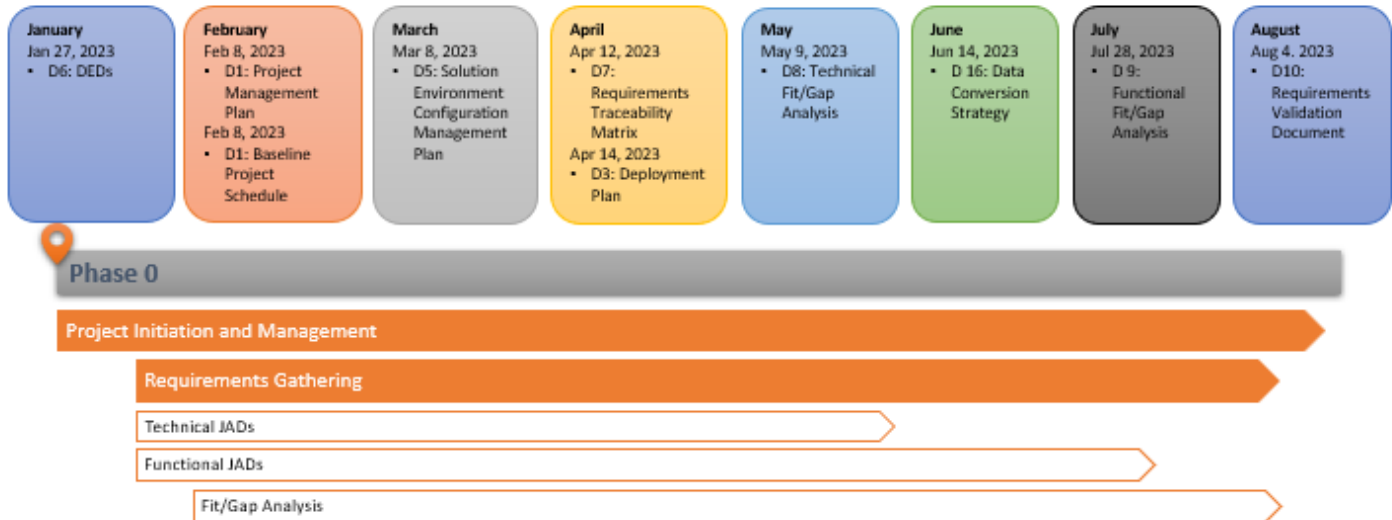 January
Jan 27, 2023
▪ D6: DEDs
February
Feb 8, 2023
▪ D1: Project
Management
Plan
Feb 8, 2023
▪ D1: Baseline
Project
Schedule
March
Mar 8, 2023
▪ D5: Solution
Environment
Configuration
Management
Plan
April
Apr 12, 2023
▪ D7:
Requirements
Traceability
Matrix
Apr 14, 2023
▪ D3: Deployment
Plan
May
May 9, 2023
▪ D8: Technical
Fit/Gap
Analysis
June
Jun 14, 2023
▪ D 16: Data
Conversion
Strategy
July
Jul 28, 2023
▪ D 9:
Functional
Fit/Gap
Analysis
August
Aug 4. 2023
▪ D10:
Requirements
Validation
Document
Phase 0
Project Initiation and Management
Requirements Gathering
Technical JADs
Functional JADs
Fit/Gap Analysis